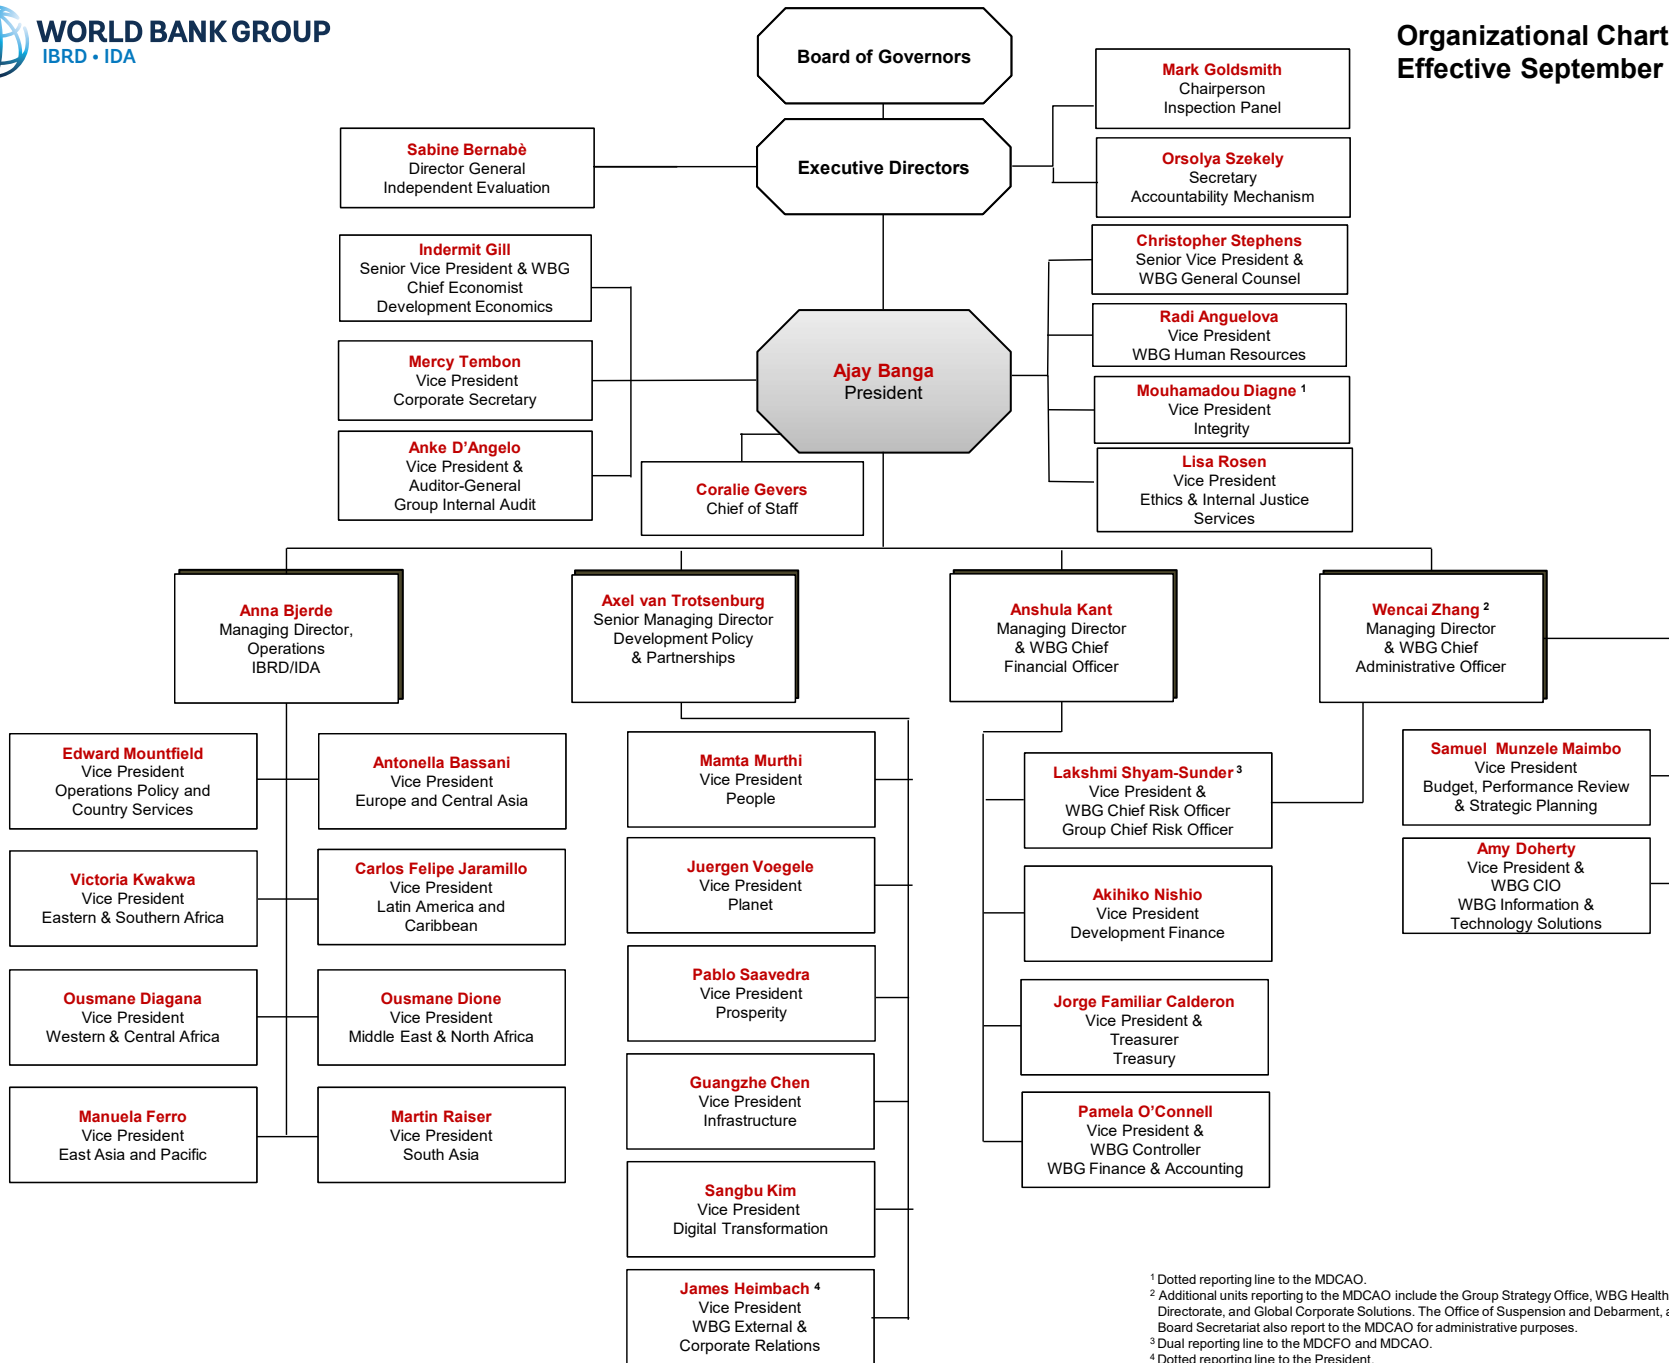 WORLD BANK GROUP
IBRD • IDA
Organizational Chart
Effective September
Board of Governors
Executive Directors
Mark Goldsmith
Chairperson
Inspection Panel
Orsolya Szekely
Secretary
Accountability Mechanism
Sabine Bernabè
Director General
Independent Evaluation
Indermit Gill
Senior Vice President & WBG
Chief Economist
Development Economics
Mercy Tembon
Vice President
Corporate Secretary
Anke D’Angelo
Vice President &
Auditor-General
Group Internal Audit
Ajay Banga
President
Coralie Gevers
Chief of Staff
Christopher Stephens
Senior Vice President &
WBG General Counsel
Radi Anguelova
Vice President
WBG Human Resources
Mouhamadou Diagne ¹
Vice President
Integrity
Lisa Rosen
Vice President
Ethics & Internal Justice
Services
Anna Bjerde
Managing Director,
Operations
IBRD/IDA
Axel van Trotsenburg
Senior Managing Director
Development Policy
& Partnerships
Anshula Kant
Managing Director
& WBG Chief
Financial Officer
Wencai Zhang ²
Managing Director
& WBG Chief
Administrative Officer
Edward Mountfield
Vice President
Operations Policy and
Country Services
Antonella Bassani
Vice President
Europe and Central Asia
Victoria Kwakwa
Vice President
Eastern & Southern Africa
Carlos Felipe Jaramillo
Vice President
Latin America and
Caribbean
Ousmane Diagana
Vice President
Western & Central Africa
Ousmane Dione
Vice President
Middle East & North Africa
Manuela Ferro
Vice President
East Asia and Pacific
Martin Raiser
Vice President
South Asia
Mamta Murthi
Vice President
People
Juergen Voegele
Vice President
Planet
Pablo Saavedra
Vice President
Prosperity
Guangzhe Chen
Vice President
Infrastructure
Sangbu Kim
Vice President
Digital Transformation
James Heimbach ⁴
Vice President
WBG External &
Corporate Relations
Lakshmi Shyam-Sunder ³
Vice President &
WBG Chief Risk Officer
Group Chief Risk Officer
Akihiko Nishio
Vice President
Development Finance
Jorge Familiar Calderon
Vice President &
Treasurer
Treasury
Pamela O’Connell
Vice President &
WBG Controller
WBG Finance & Accounting
Samuel Munzele Maimbo
Vice President
Budget, Performance Review
& Strategic Planning
Amy Doherty
Vice President &
WBG CIO
WBG Information &
Technology Solutions
¹ Dotted reporting line to the MDCAO.
² Additional units reporting to the MDCAO include the Group Strategy Office, WBG Health
Directorate, and Global Corporate Solutions. The Office of Suspension and Debarment,
Board Secretariat also report to the MDCAO for administrative purposes.
³ Dual reporting line to the MDCFO and MDCAO.
⁴ Dotted reporting line to the President.